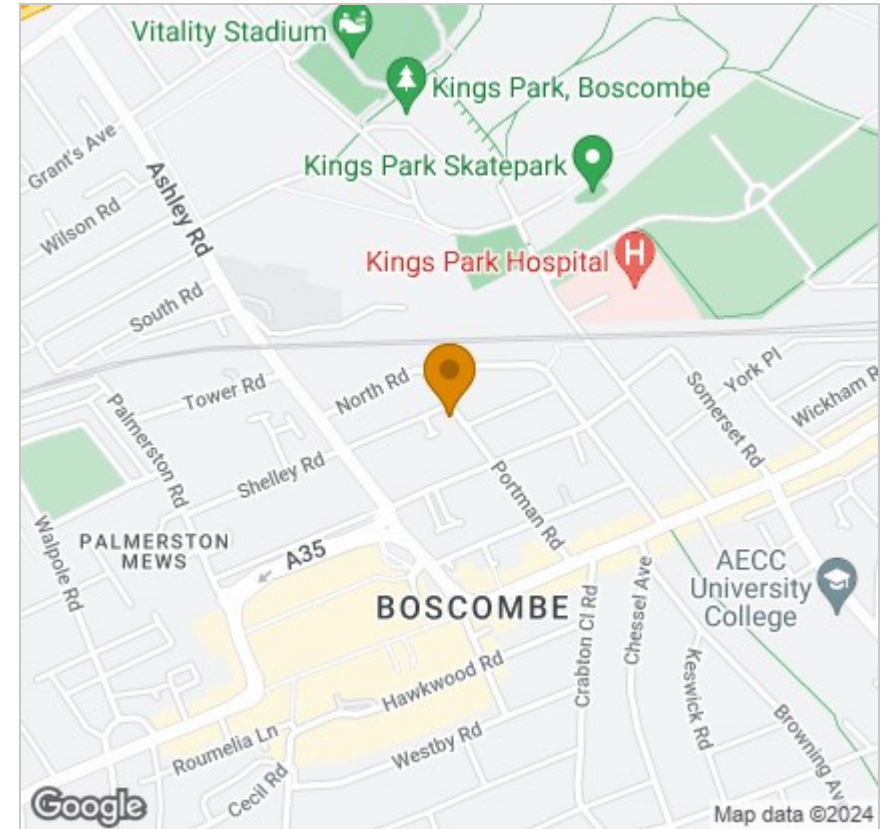 Vitality Stadium
Kings Park, Boscombe
Grant's Ave
Ashley Rd
Kings Park Skatepark
Wilson Rd
Kings Park Hospital
H
South Rd
York Pl
Tower Rd
North Rd
Somerset Rd
Wickham R
Palmerston Rd
Shelley Rd
Portman Rd
Walpole Rd
PALMERSTON
MEWS
A35
AECC
University
College
BOSCOMBE
Crabton Cl Rd
Chessel Ave
Hawkwood Rd
Keswick Rd
Roumelia Ln
Westby Rd
Browning Av
Cecil Rd
Google
Map data ©2024